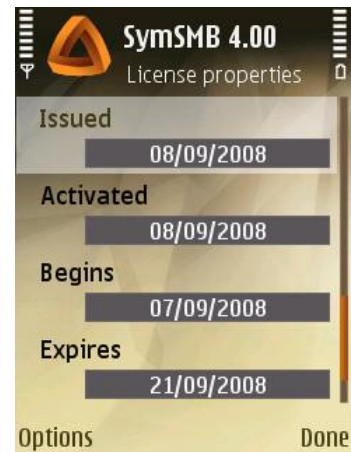 SymSMB 4.00
License properties
Issued
08/09/2008
Activated
08/09/2008
Begins
07/09/2008
Expires
21/09/2008
Options Done